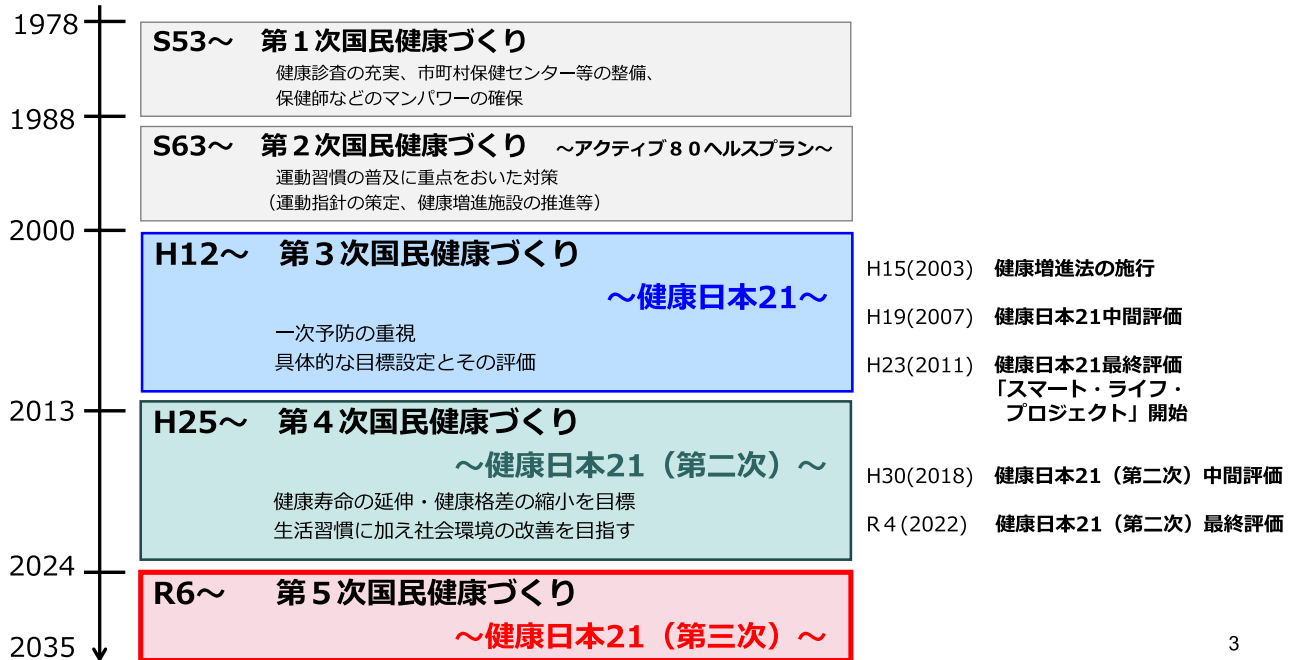 1978
S53～　第１次国民健康づくり
健康診査の充実、市町村保健センター等の整備、
保健師などのマンパワーの確保
1988
S63～　第２次国民健康づくり　～アクティブ８０ヘルスプラン～
運動習慣の普及に重点をおいた対策
（運動指針の策定、健康増進施設の推進等）
2000
H12～　第３次国民健康づくり
～健康日本21～
一次予防の重視
具体的な目標設定とその評価
H15(2003)　健康増進法の施行
H19(2007)　健康日本21中間評価
H23(2011)　健康日本21最終評価
「スマート・ライフ・
プロジェクト」開始
2013
H25～　第４次国民健康づくり
～健康日本21（第二次）～
健康寿命の延伸・健康格差の縮小を目標
生活習慣に加え社会環境の改善を目指す
H30(2018)　健康日本21（第二次）中間評価
R４(2022)　健康日本21（第二次）最終評価
2024
R6～　第５次国民健康づくり
～健康日本21（第三次）～
2035
3